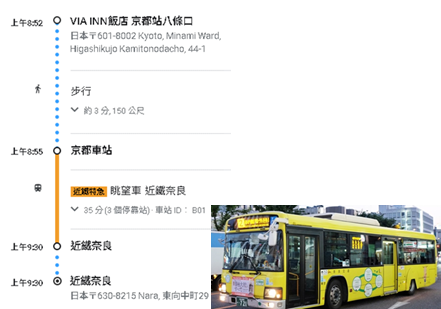 上午8:52
VIA INN飯店 京都站八條口
日本〒601-8002 Kyoto, Minami Ward,
Higashikujo Kamitonodacho, 44-1
步行
約 3 分, 150 公尺
上午8:55
京都車站
近鐵特急 眺望車 近鐵奈良
35 分 (3 個停靠站) · 車站 ID： B01
上午9:30
近鐵奈良
上午9:30
近鐵奈良
日本〒630-8215 Nara, 東向中町29